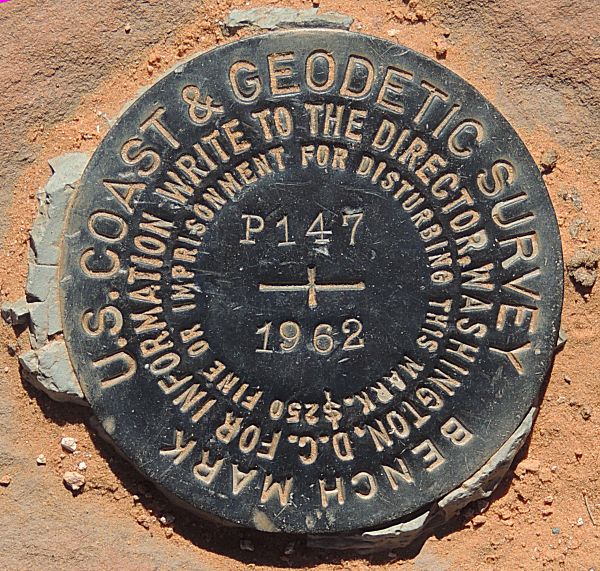 U.S. COAST & GEODETIC SURVEY
BENCH MARK
FOR INFORMATION WRITE TO THE DIRECTOR, WASHINGTON, D.C.
$250 FINE OR IMPRISONMENT FOR DISTURBING THIS MARK.
P147
1962